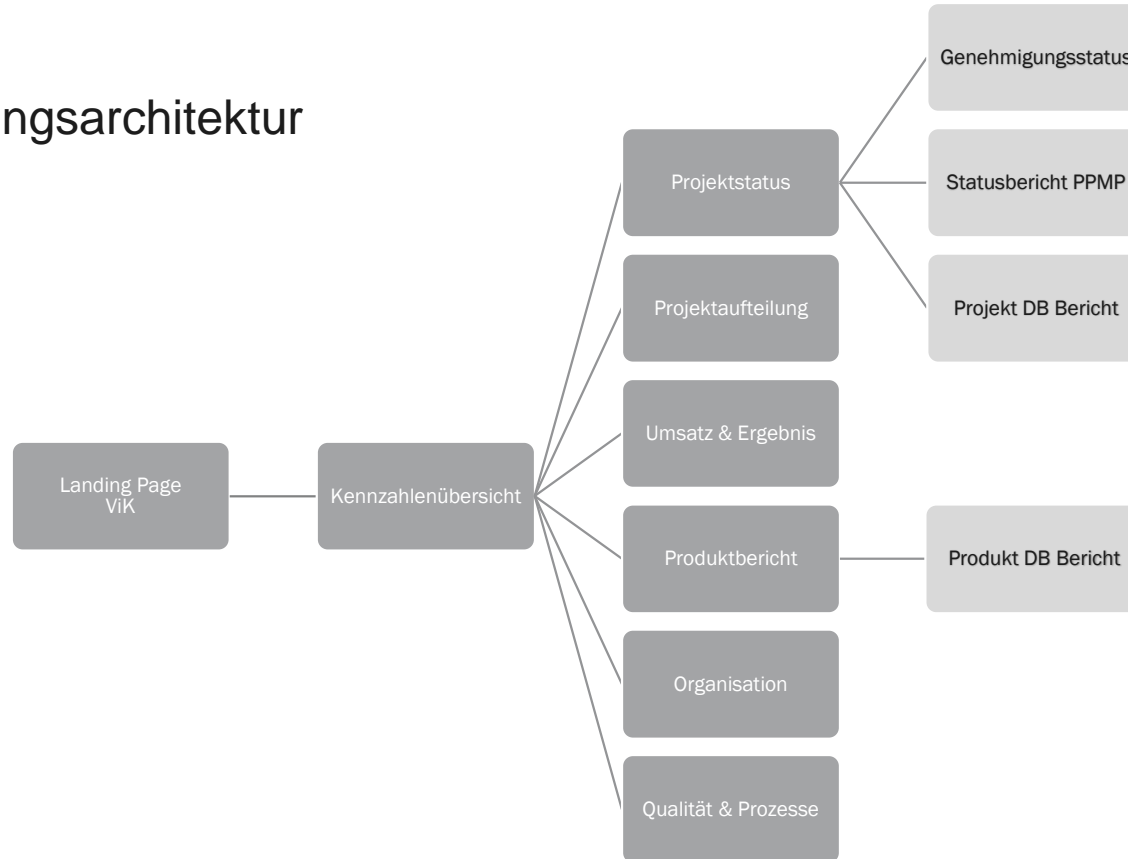 ngsarchitektur
Genehmigungsstatus
Projektstatus
Statusbericht PPMP
Projektaufteilung
Projekt DB Bericht
Umsatz & Ergebnis
Landing Page
ViK
Kennzahlenübersicht
Produktbericht
Produkt DB Bericht
Organisation
Qualität & Prozesse